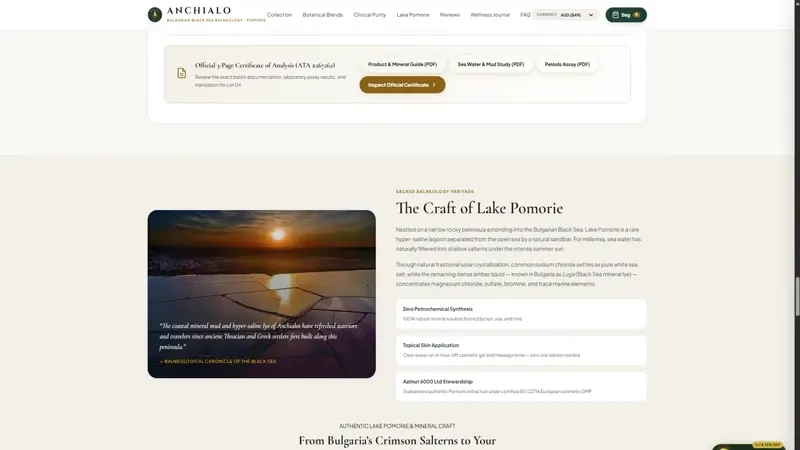 ANCHIALO
BULGARIAN BLACK SEA BALNEOLOGY · POMORIE
Collection Botanical Blends Clinical Purity Lake Pomorie Reviews Wellness Journal FAQ
CURRENCY AUD ($49)
Bag 0
Official 3-Page Certificate of Analysis (ATA #267262)
Review the exact batch documentation, laboratory assay results, and
translation for Lot 04.
Product & Mineral Guide (PDF) Sea Water & Mud Study (PDF) Peloids Assay (PDF)
Inspect Official Certificate
SACRED BALNEOLOGY HERITAGE
The Craft of Lake Pomorie
Nestled on a narrow rocky peninsula extending into the Bulgarian Black Sea, Lake Pomorie is a rare
hyper-saline lagoon separated from the open sea by a natural sandbar. For millennia, sea water has
naturally filtered into shallow salterns under the intense summer sun.
Through natural fractional solar crystallization, common sodium chloride settles as pure white sea
salt, while the remaining dense amber liquid — known in Bulgaria as Luga (Black Sea mineral lye) —
concentrates magnesium chloride, sulfate, bromine, and trace marine elements.
"The coastal mineral mud and hyper-saline lye of Anchialos have refreshed warriors
and travelers since ancient Thracian and Greek settlers first built along this
peninsula."
— BALNEOLOGICAL CHRONICLE OF THE BLACK SEA
Zero Petrochemical Synthesis
100% natural mineral solution formed by sun, sea, and time.
Topical Skin Application
Clean leave-on or rinse-off cosmetic gel and massage brine — zero oral tablets needed.
Azimut 6000 Ltd Stewardship
Guaranteed authentic Pomorie extraction under certified ISO 22716 European cosmetic GMP.
AUTHENTIC LAKE POMORIE & MINERAL CRAFT
From Bulgaria's Crimson Salterns to Your